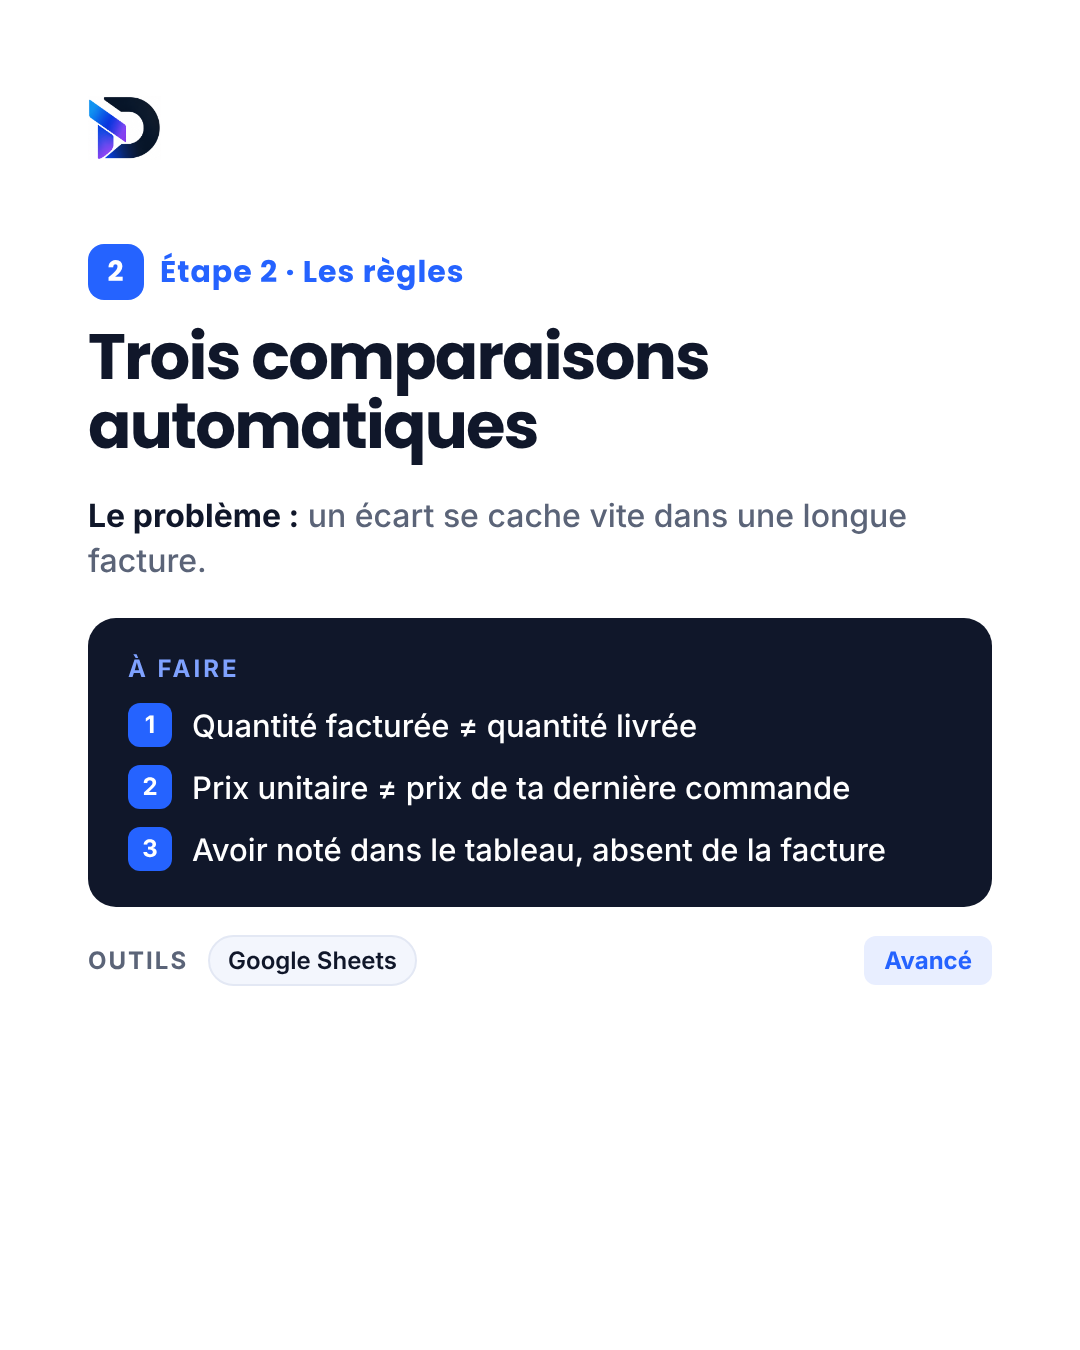 2 Étape 2 · Les règles
Trois comparaisons
automatiques
Le problème : un écart se cache vite dans une longue
facture.
À FAIRE
1 Quantité facturée ≠ quantité livrée
2 Prix unitaire ≠ prix de ta dernière commande
3 Avoir noté dans le tableau, absent de la facture
OUTILS Google Sheets Avancé